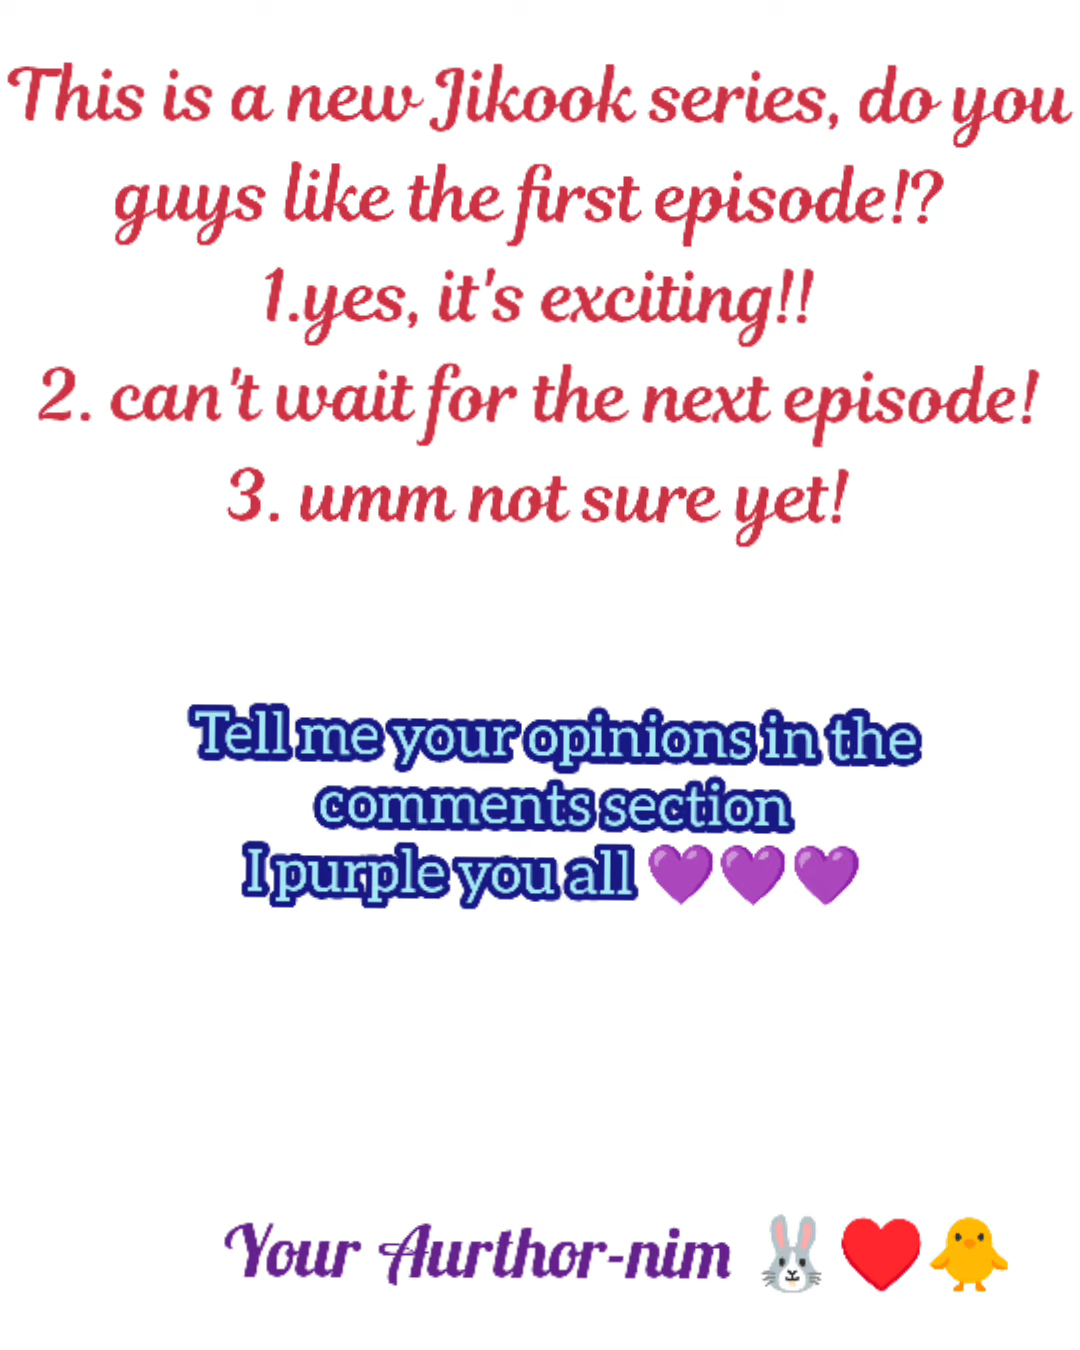 This is a new Jikook series, do you
guys like the first episode!?
1.yes, it's exciting!!
2. can't wait for the next episode!
3. umm not sure yet!
Tell me your opinions in the
comments section
I purple you all 💜💜💜
Your Aurthor-nim 🐰❤️🐥